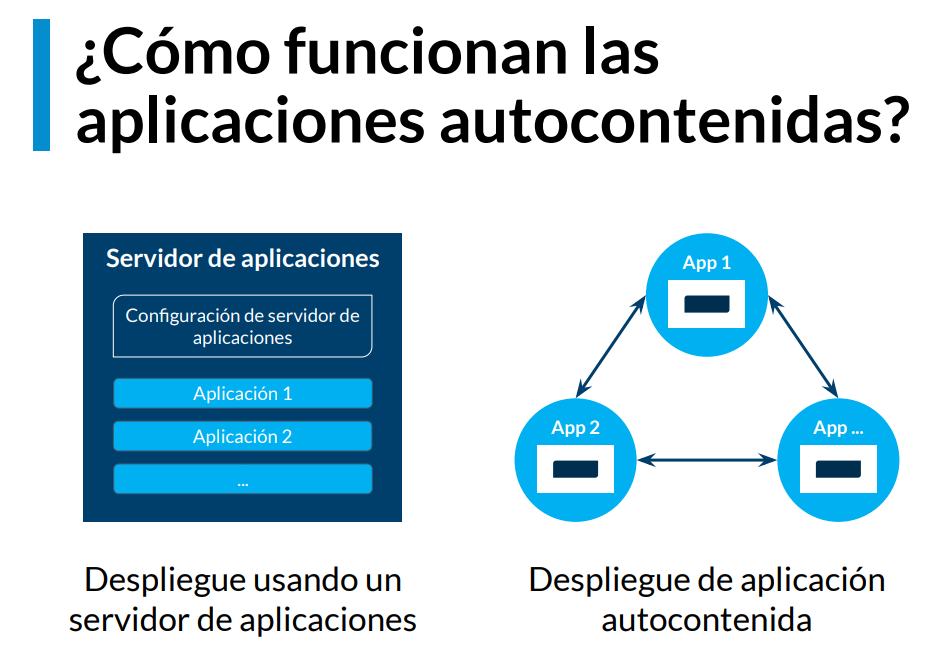 ¿Cómo funcionan las
aplicaciones autocontenidas?
Servidor de aplicaciones
Configuración de servidor de
aplicaciones
Aplicación 1
Aplicación 2
...
Despliegue usando un
servidor de aplicaciones
App 1
App 2
App ...
Despliegue de aplicación
autocontenida